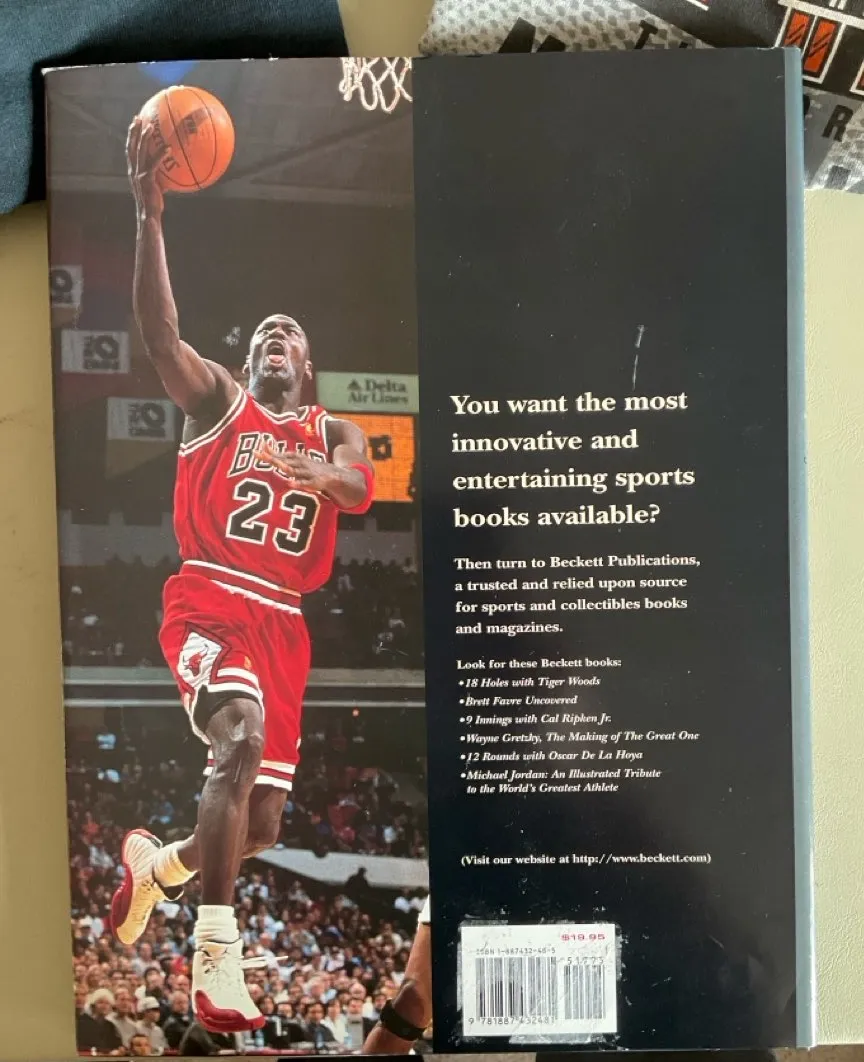 Delta
Air Lines
BULLS
23
You want the most
innovative and
entertaining sports
books available?
Then turn to Beckett Publications,
a trusted and relied upon source
for sports and collectibles books
and magazines.
Look for these Beckett books:
•18 Holes with Tiger Woods
•Brett Favre Uncovered
•9 Innings with Cal Ripken Jr.
•Wayne Gretzky, The Making of The Great One
•12 Rounds with Oscar De La Hoya
•Michael Jordan: An Illustrated Tribute
to the World's Greatest Athlete
(Visit our website at http://www.beckett.com)
$19.95
51995